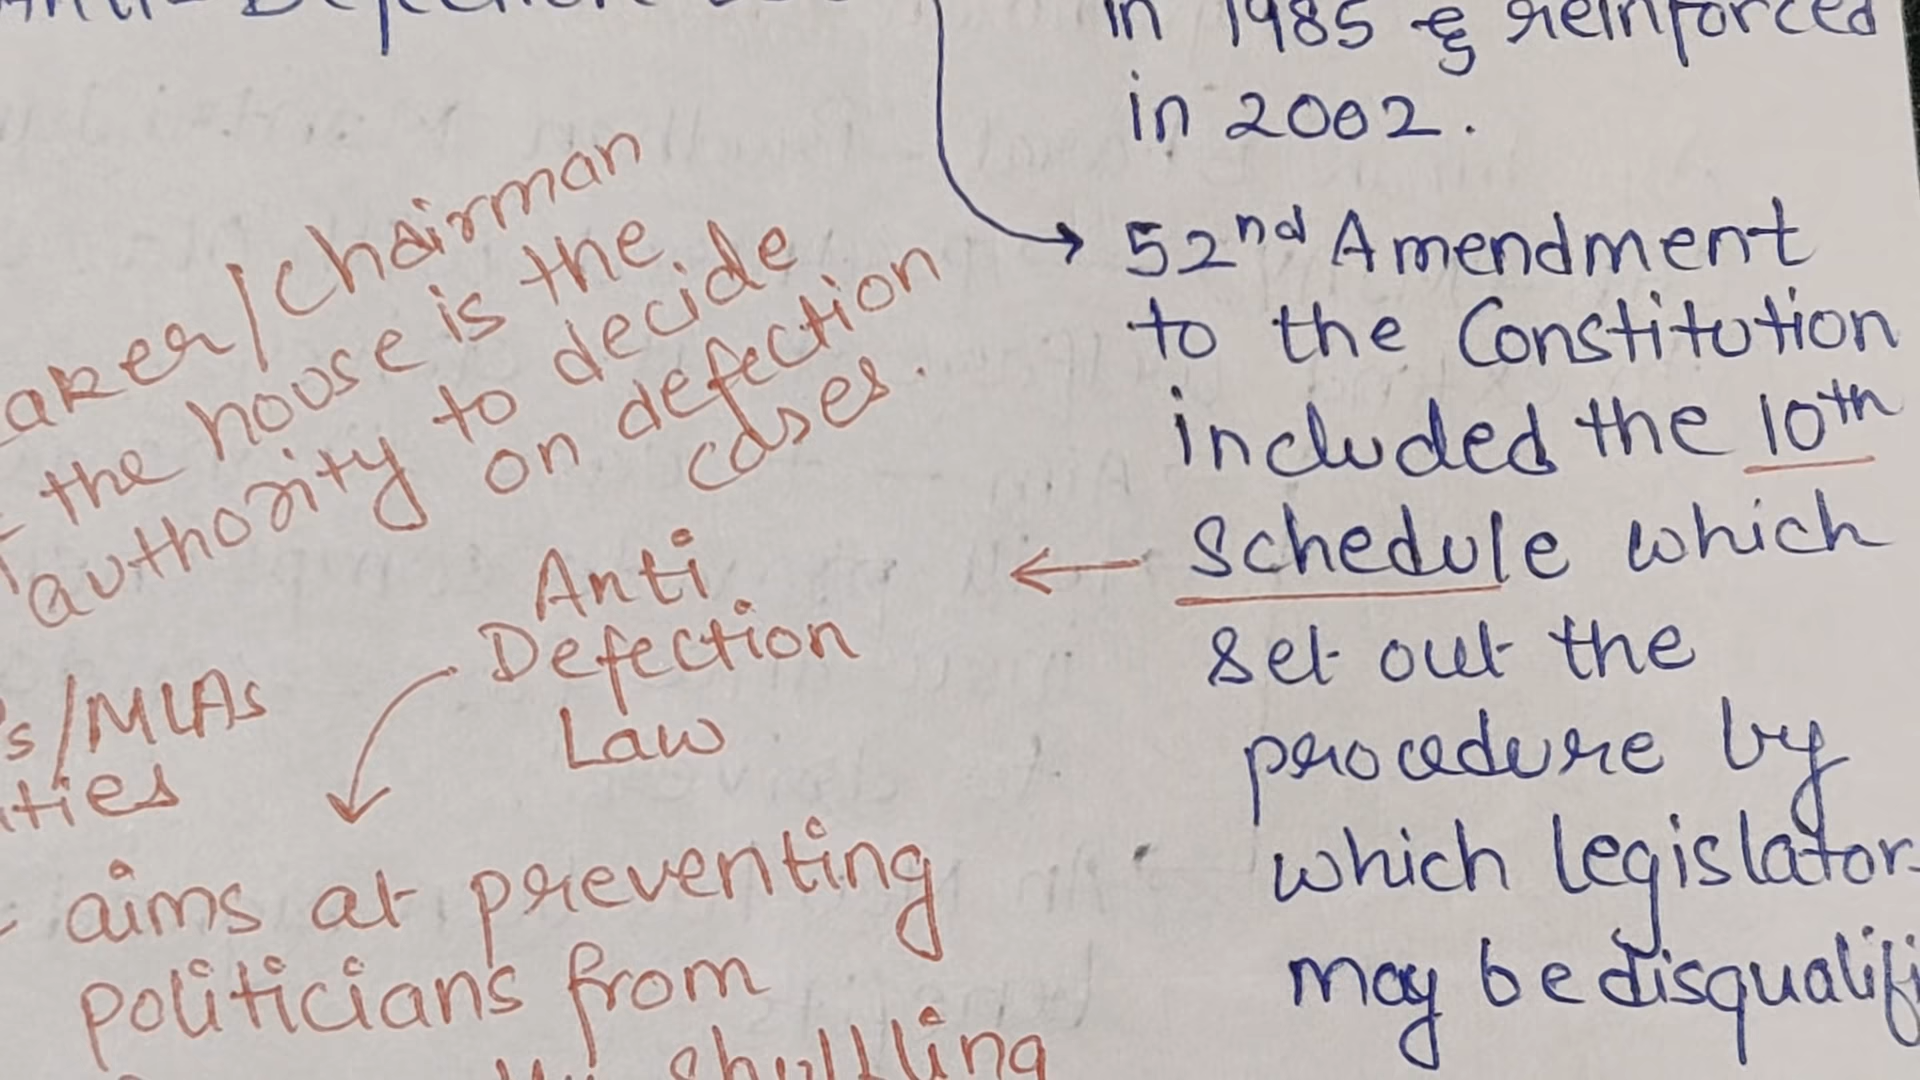 in 1985 & reinforced
in 2002.
52nd Amendment
to the Constitution
included the 10th
Schedule which
set out the
procedure by
which legislator
may be disqualifi
/Chairman
the house is the
authority to decide
on defection
cases.
Anti
Defection
Law
s/MLAs
aims at preventing
politicians from